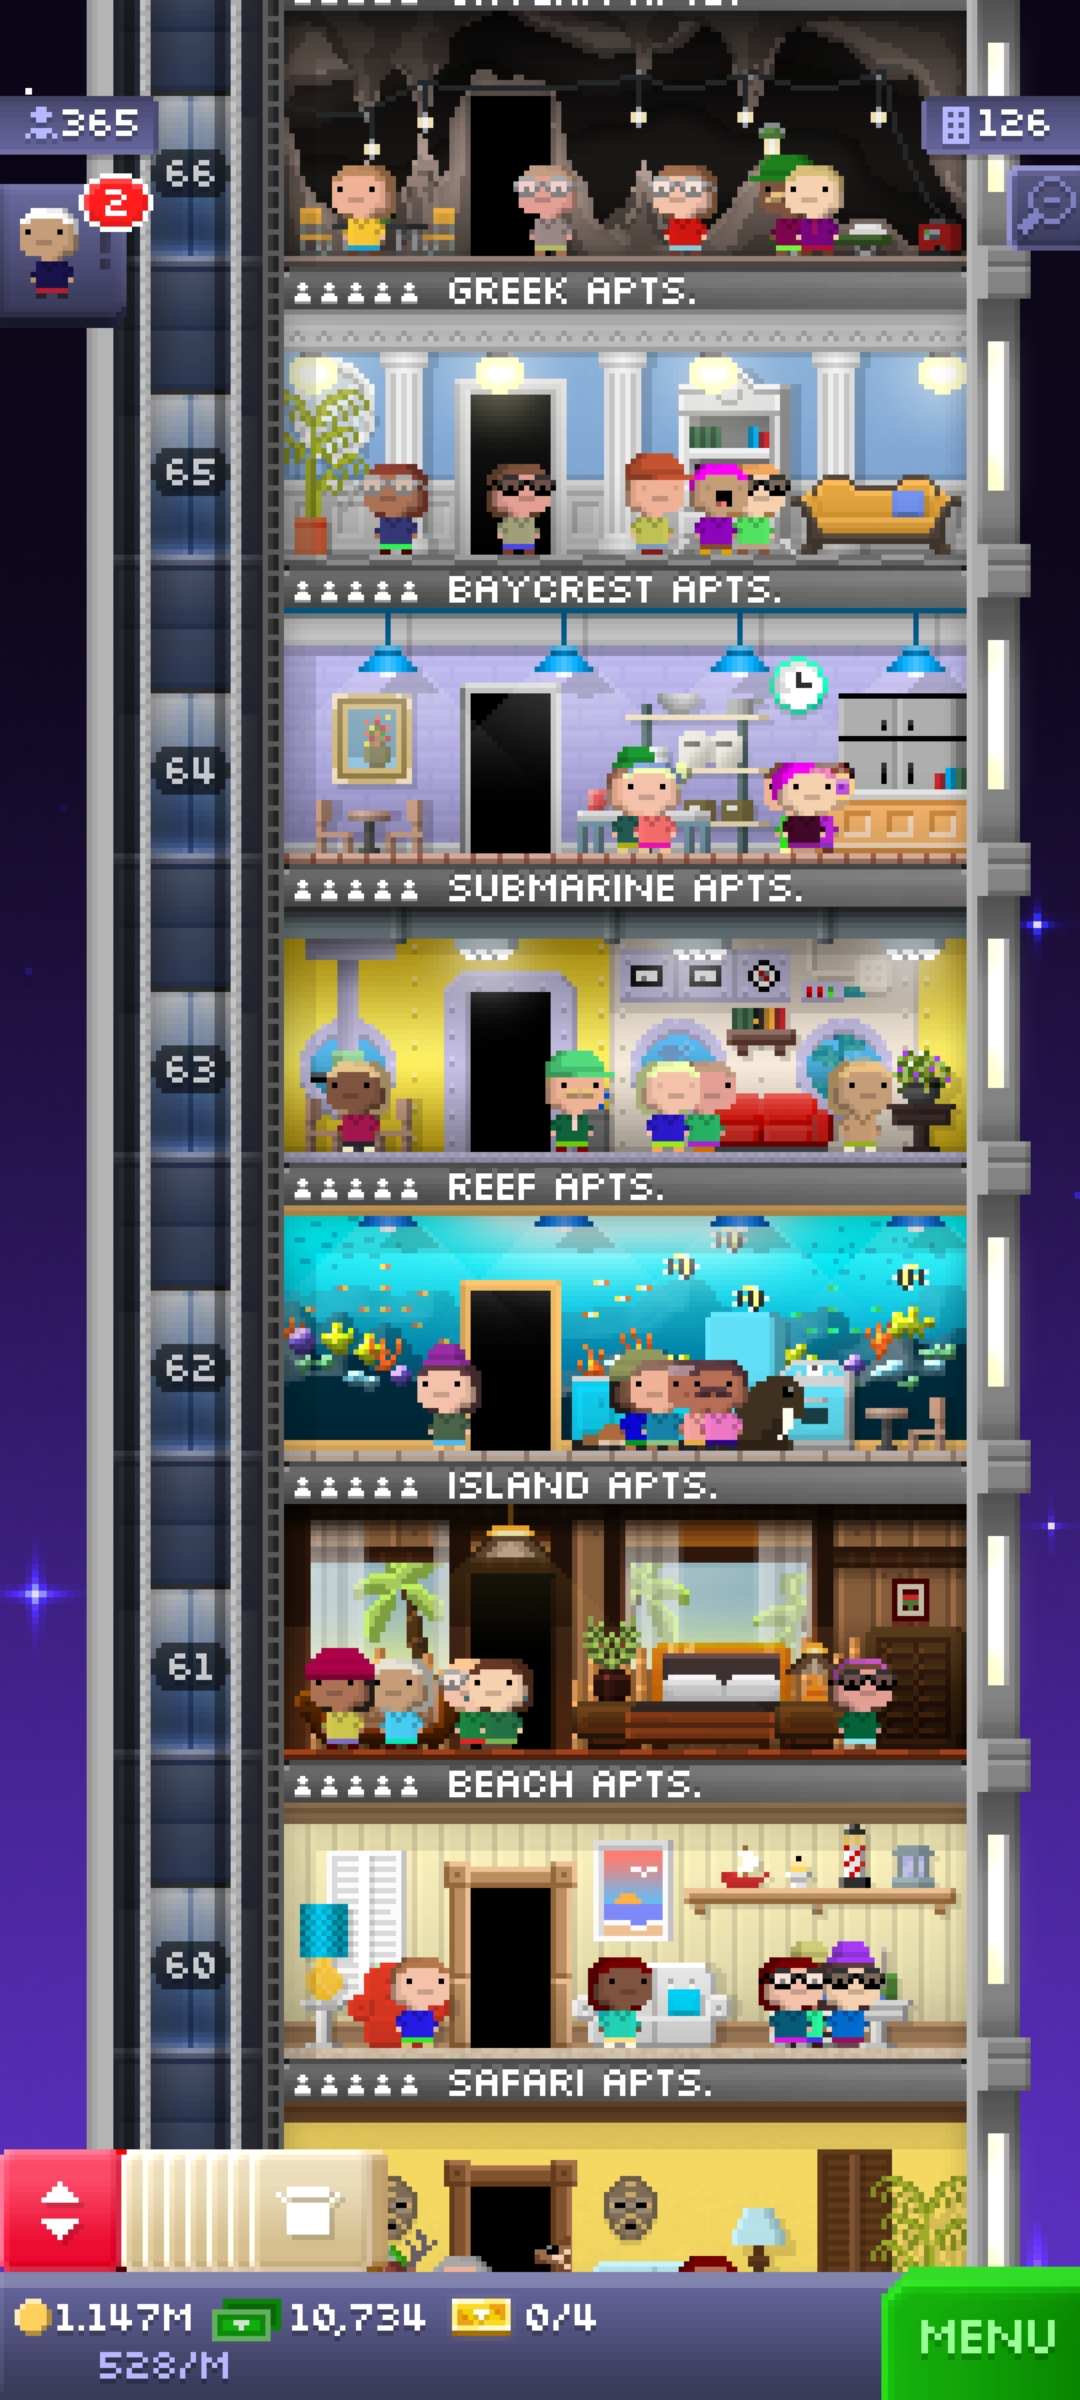 365
126
66
2
GREEK APTS.
65
BAYCREST APTS.
64
SUBMARINE APTS.
63
REEF APTS.
62
ISLAND APTS.
61
BEACH APTS.
60
SAFARI APTS.
1.147M 10,734 0/4
528/M
MENU